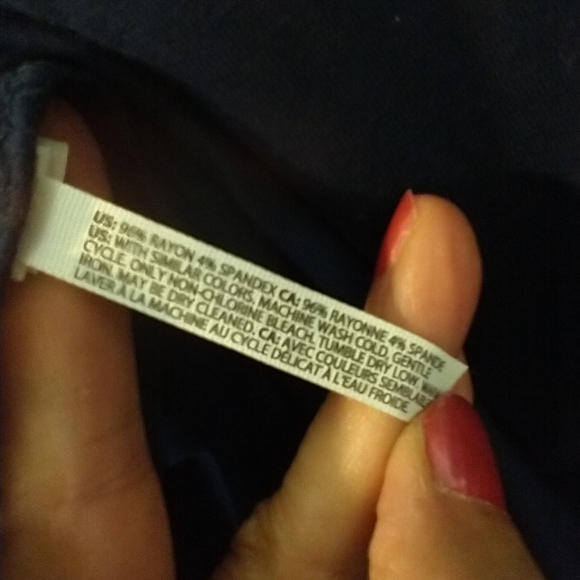 US: 96% RAYON 4% SPANDEX CA: 96% RAYONNE 4% SPANDE
US: WITH SIMILAR COLORS, MACHINE WASH COLD, GENTLE
CYCLE. ONLY NON-CHLORINE BLEACH. TUMBLE DRY LOW.
IRON. MAY BE DRY CLEANED. CA: AVEC COULEURS SEMBLABLES
LAVER À LA MACHINE AU CYCLE DÉLICAT À L'EAU FROIDE.